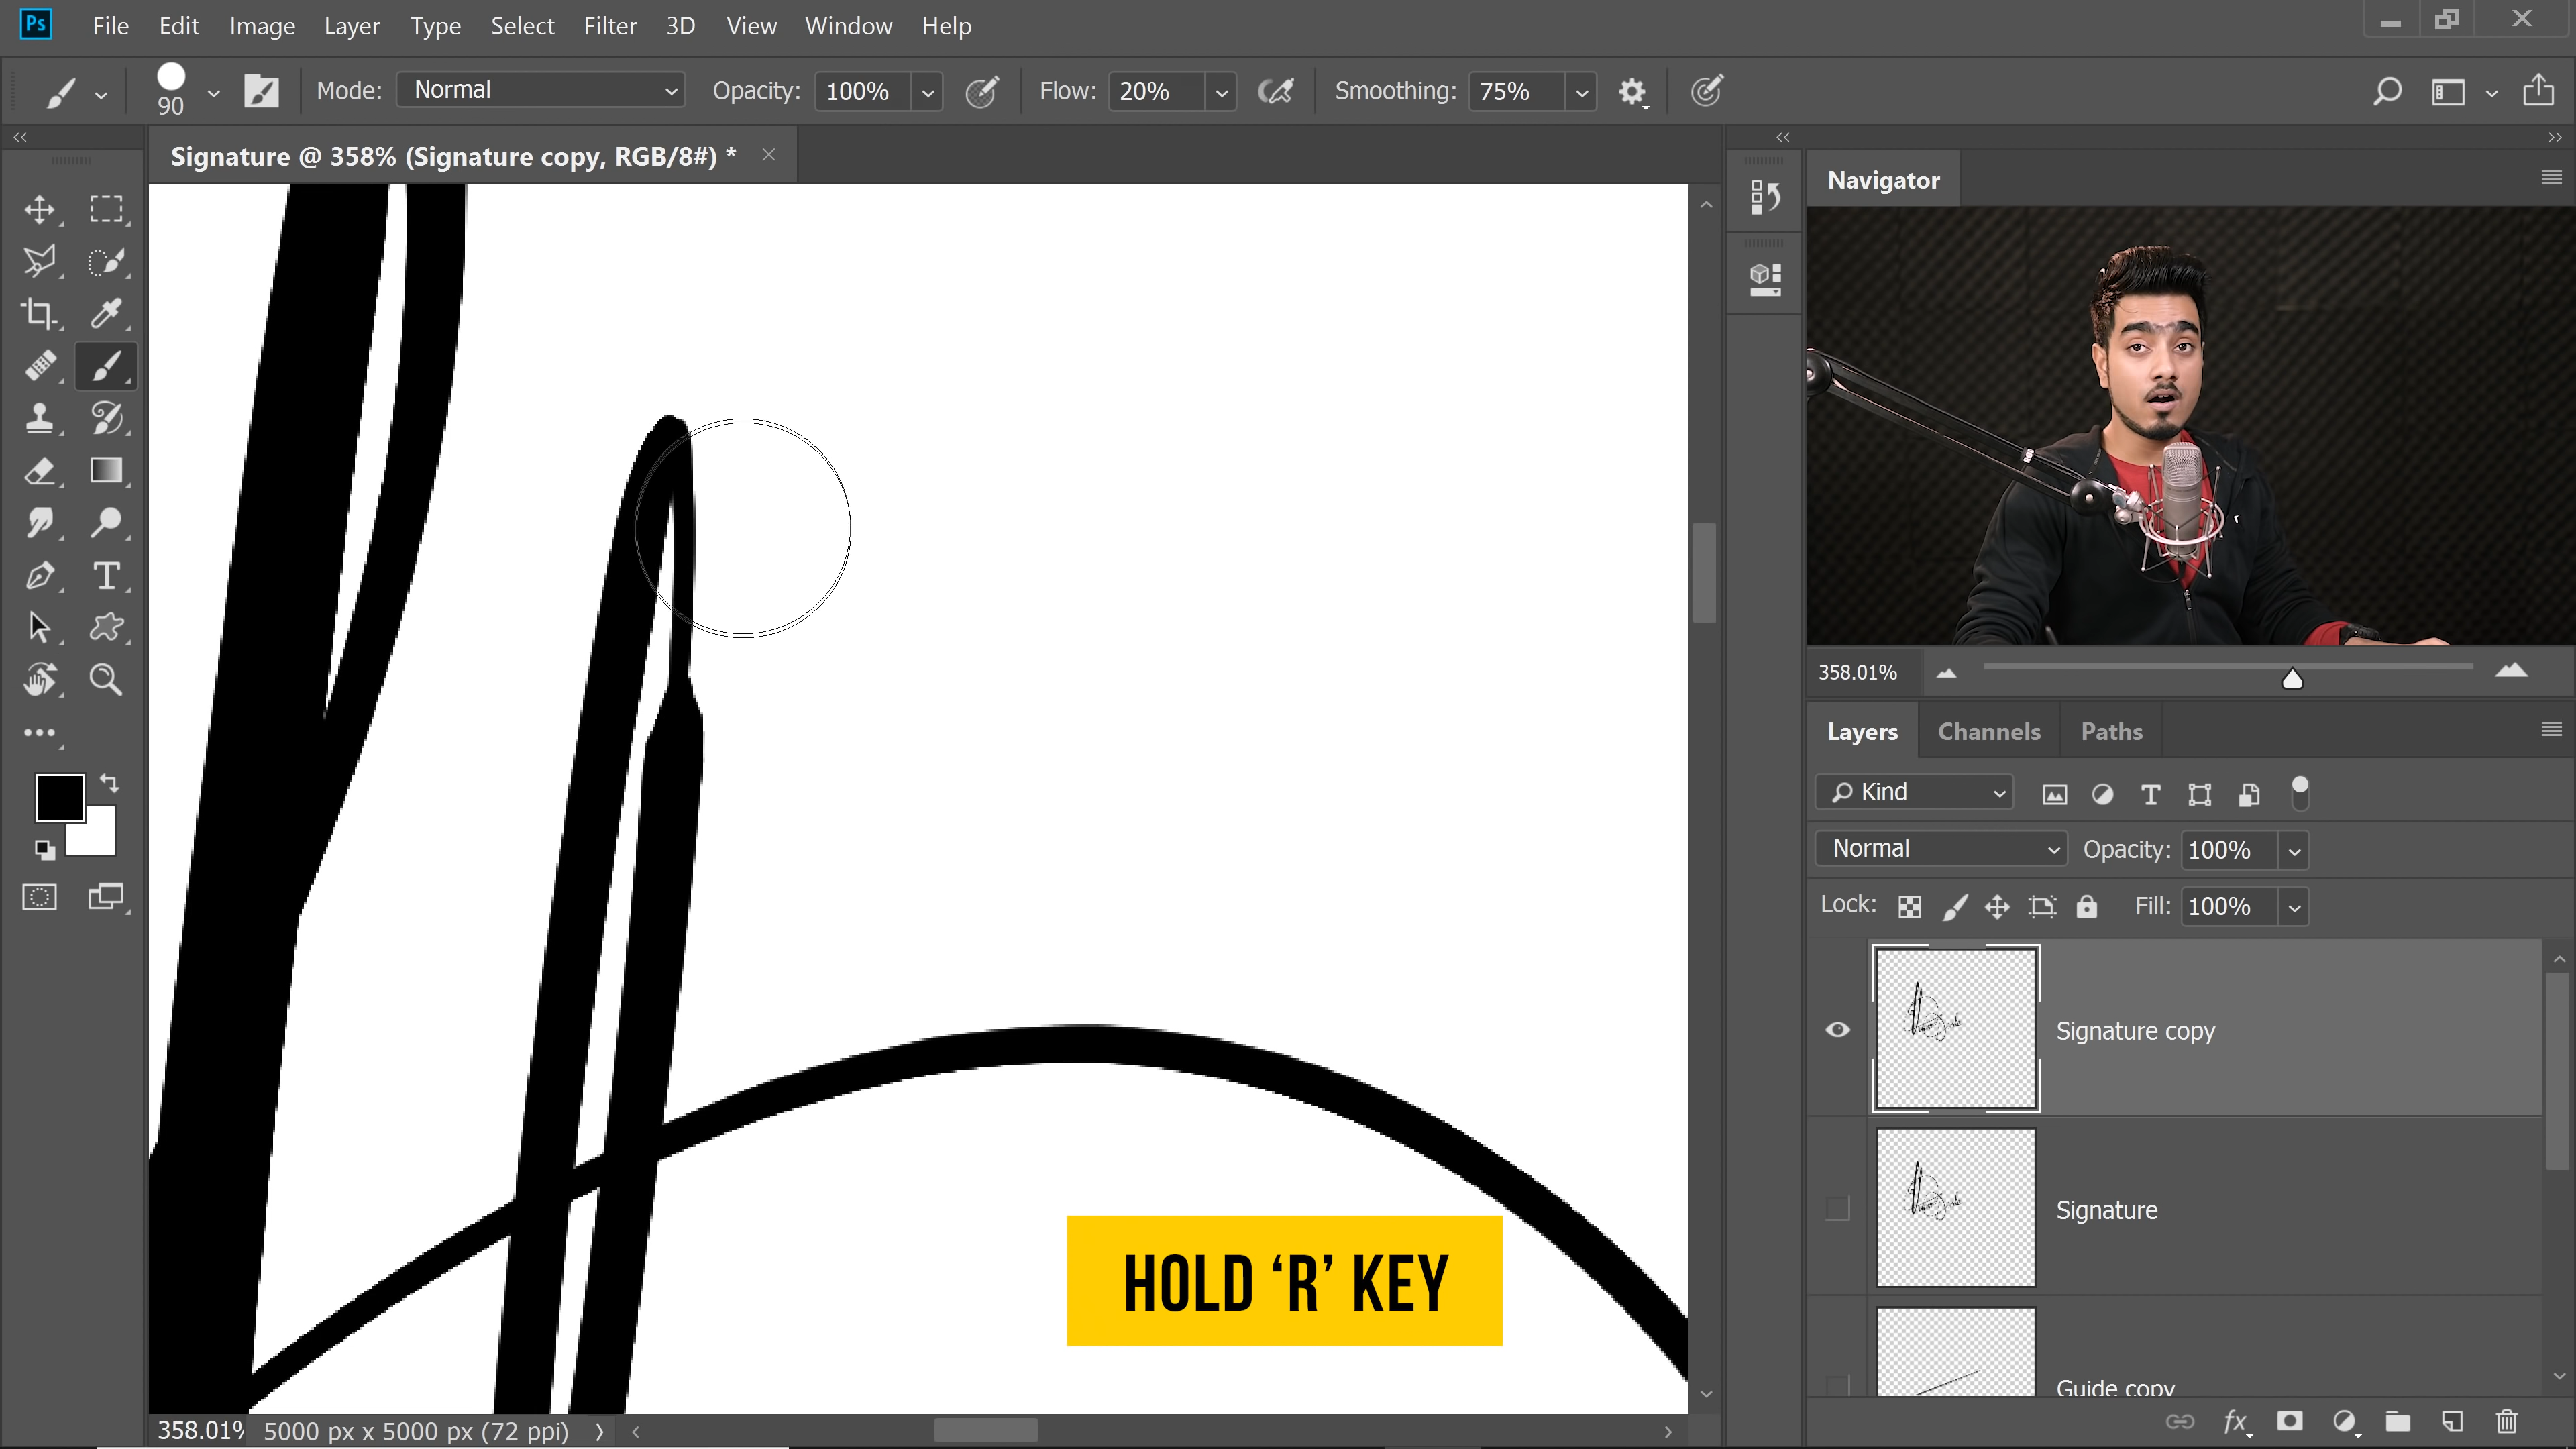 Ps File Edit Image Layer Type Select Filter 3D View Window Help
90 Mode: Normal Opacity: 100% Flow: 20% Smoothing: 75%
Signature @ 358% (Signature copy, RGB/8#) *
Navigator
358.01%
Layers Channels Paths
Kind
Normal Opacity: 100%
Lock: Fill: 100%
Signature copy
Signature
Guide copy
HOLD ‘R’ KEY
358.01% 5000 px x 5000 px (72 ppi)
fx